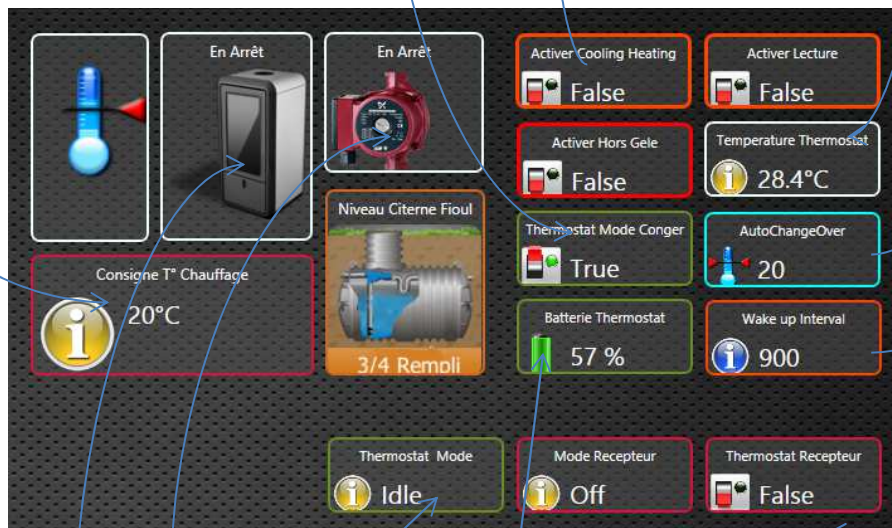 En Arrêt
En Arrêt
Activer Cooling Heating
False
Activer Lecture
False
Activer Hors Gele
False
Temperature Thermostat
28.4°C
Niveau Citerne Fioul
3/4 Rempli
Thermostat Mode Conger
True
AutoChangeOver
20
Consigne T° Chauffage
20°C
Batterie Thermostat
57 %
Wake up Interval
900
Thermostat Mode
Idle
Mode Recepteur
Off
Thermostat Recepteur
False